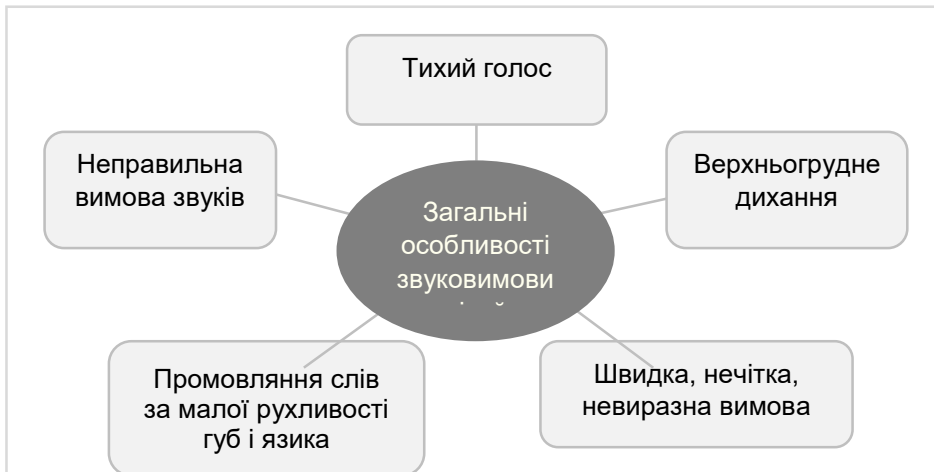 Тихий голос
Неправильна
вимова звуків
Верхньогрудне
дихання
Загальні
особливості
звуковимови
Промовляння слів
за малої рухливості
губ і язика
Швидка, нечітка,
невиразна вимова